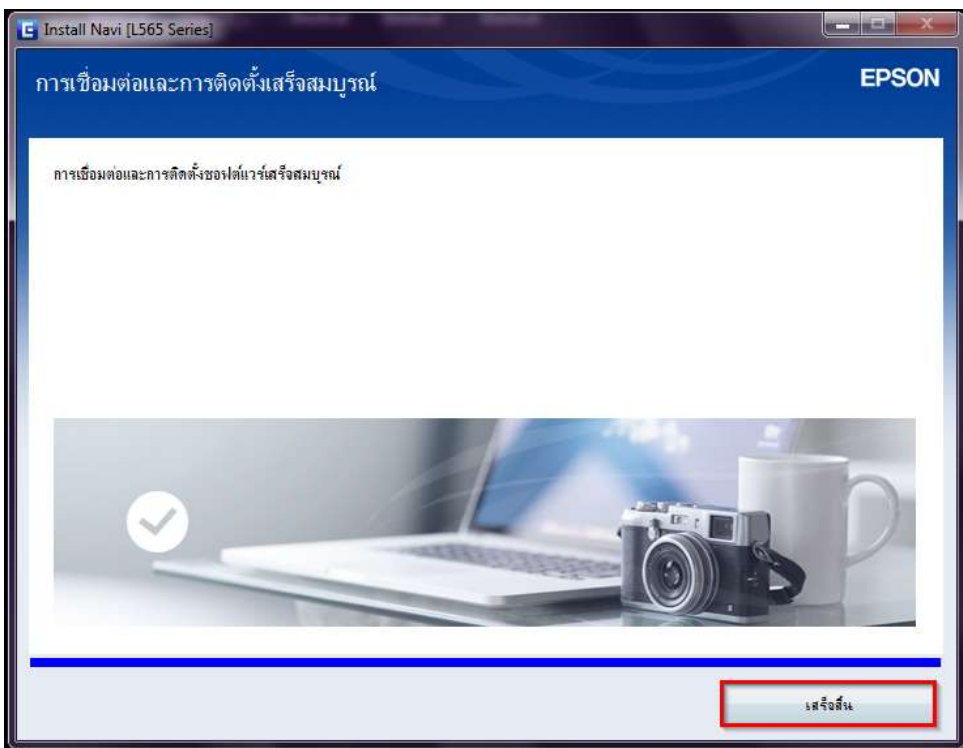 Install Navi [L565 Series]
การเชื่อมต่อและการติดตั้งเสร็จสมบูรณ์
EPSON
การเชื่อมต่อและการติดตั้งซอฟต์แวร์เสร็จสมบูรณ์
เสร็จสิ้น